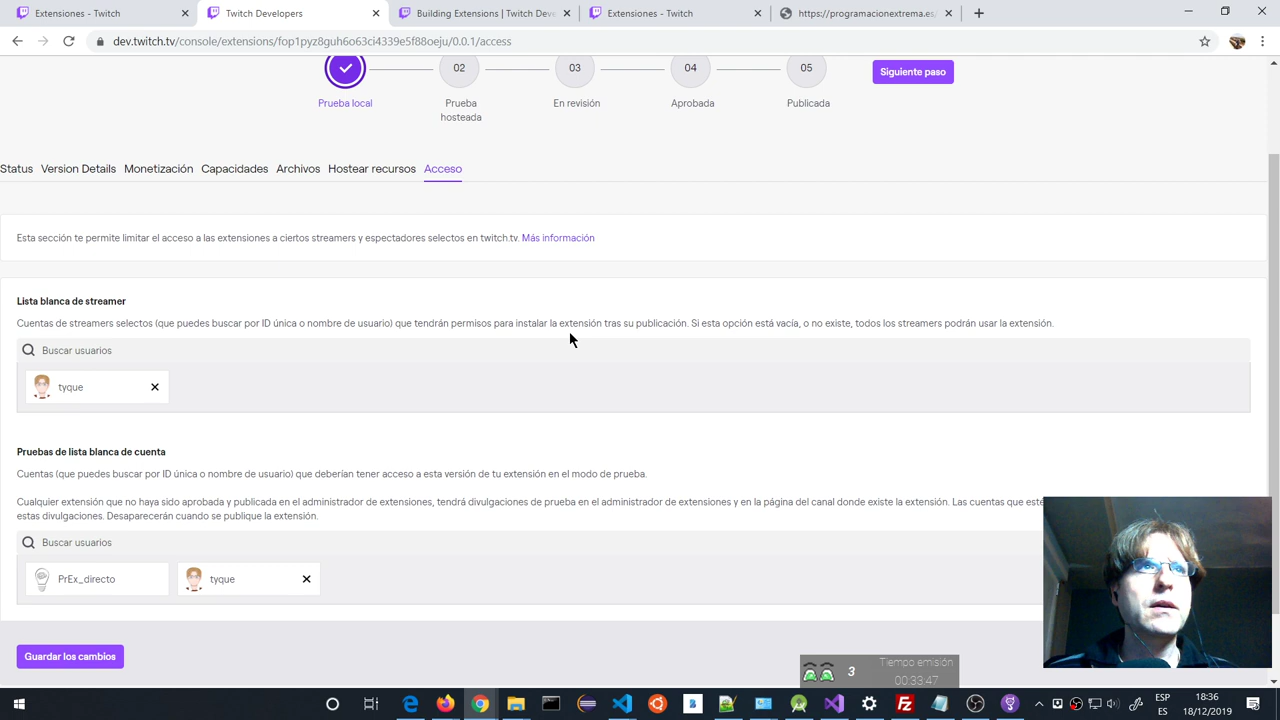 Extensiones - Twitch
Twitch Developers
Building Extensions | Twitch Deve
Extensiones - Twitch
https://programacionextrema.es/
dev.twitch.tv/console/extensions/fop1pyz8guh6o63ci4339e5f88oeju/0.0.1/access
02 03 04 05
Siguiente paso
Prueba local
Prueba
hosteada
En revisión
Aprobada
Publicada
Status Version Details Monetización Capacidades Archivos Hostear recursos Acceso
Esta sección te permite limitar el acceso a las extensiones a ciertos streamers y espectadores selectos en twitch.tv. Más información
Lista blanca de streamer
Cuentas de streamers selectos (que puedes buscar por ID única o nombre de usuario) que tendrán permisos para instalar la extensión tras su publicación. Si esta opción está vacía, o no existe, todos los streamers podrán usar la extensión.
Buscar usuarios
tyque
Pruebas de lista blanca de cuenta
Cuentas (que puedes buscar por ID única o nombre de usuario) que deberían tener acceso a esta versión de tu extensión en el modo de prueba.
Cualquier extensión que no haya sido aprobada y publicada en el administrador de extensiones, tendrá divulgaciones de prueba en el administrador de extensiones y en la página del canal donde existe la extensión. Las cuentas que este
estas divulgaciones. Desaparecerán cuando se publique la extensión.
Buscar usuarios
PrEx_directo
tyque
Guardar los cambios
3
Tiempo emisión
00:33:47
ESP
ES
18:36
18/12/2019